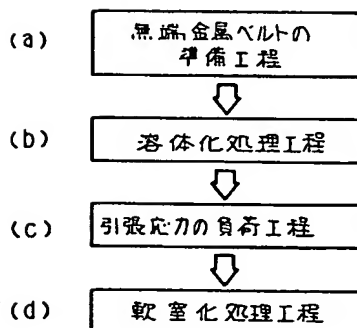 (a) 無端金属ベルトの
準備工程
(b) 溶体化処理工程
(c) 引張応力の負荷工程
(d) 軟窒化処理工程